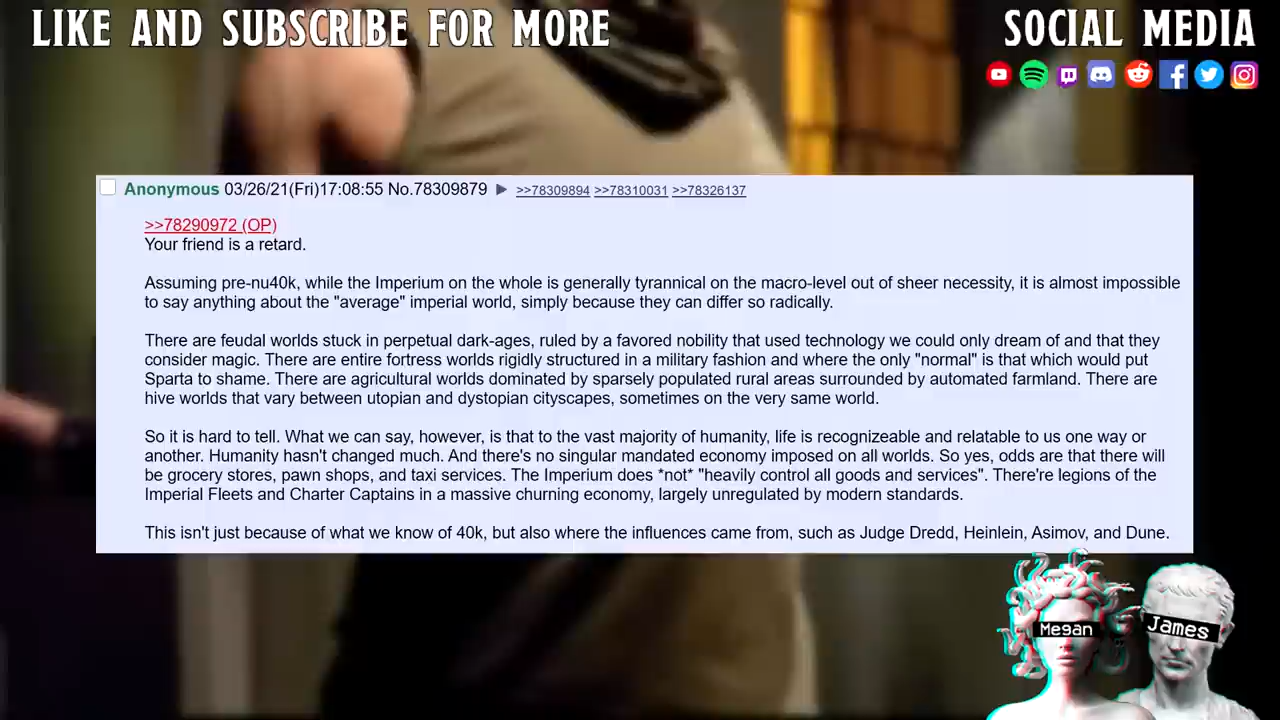 LIKE AND SUBSCRIBE FOR MORE
SOCIAL MEDIA
Anonymous 03/26/21(Fri)17:08:55 No.78309879 ▶ >>78309894 >>78310031 >>78326137
>>78290972 (OP)
Your friend is a retard.
Assuming pre-nu40k, while the Imperium on the whole is generally tyrannical on the macro-level out of sheer necessity, it is almost impossible
to say anything about the "average" imperial world, simply because they can differ so radically.
There are feudal worlds stuck in perpetual dark-ages, ruled by a favored nobility that used technology we could only dream of and that they
consider magic. There are entire fortress worlds rigidly structured in a military fashion and where the only "normal" is that which would put
Sparta to shame. There are agricultural worlds dominated by sparsely populated rural areas surrounded by automated farmland. There are
hive worlds that vary between utopian and dystopian cityscapes, sometimes on the very same world.
So it is hard to tell. What we can say, however, is that to the vast majority of humanity, life is recognizeable and relatable to us one way or
another. Humanity hasn't changed much. And there's no singular mandated economy imposed on all worlds. So yes, odds are that there will
be grocery stores, pawn shops, and taxi services. The Imperium does *not* "heavily control all goods and services". There're legions of the
Imperial Fleets and Charter Captains in a massive churning economy, largely unregulated by modern standards.
This isn't just because of what we know of 40k, but also where the influences came from, such as Judge Dredd, Heinlein, Asimov, and Dune.
Megan
James